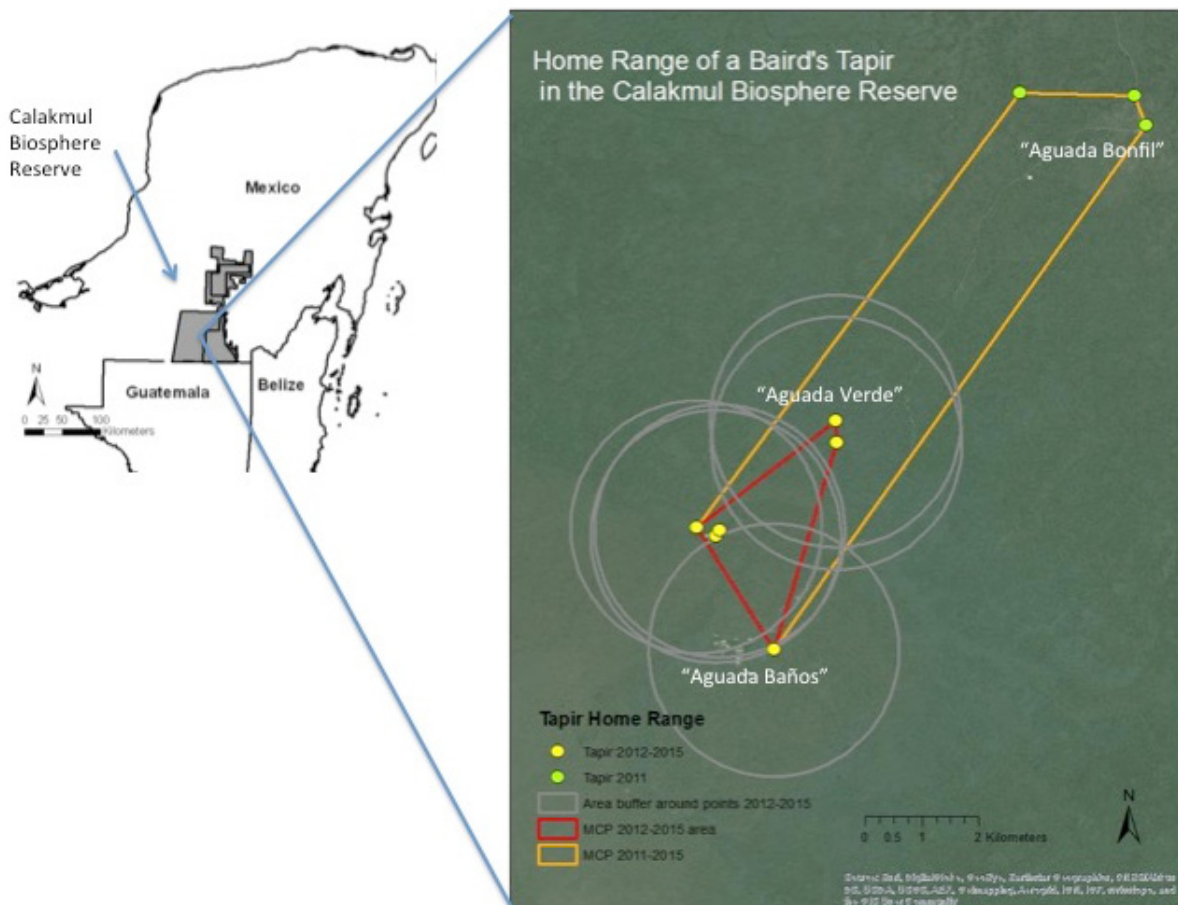 Calakmul
Biosphere
Reserve
Mexico
Guatemala
Belize
N
0 25 50 100
Kilometers
Home Range of a Baird's Tapir
in the Calakmul Biosphere Reserve
“Aguada Bonfil”
“Aguada Verde”
“Aguada Baños”
Tapir Home Range
Tapir 2012-2015
Tapir 2011
Area buffer around points 2012-2015
MCP 2012-2015 area
MCP 2011-2015
N
0 0.5 1 2 Kilometers